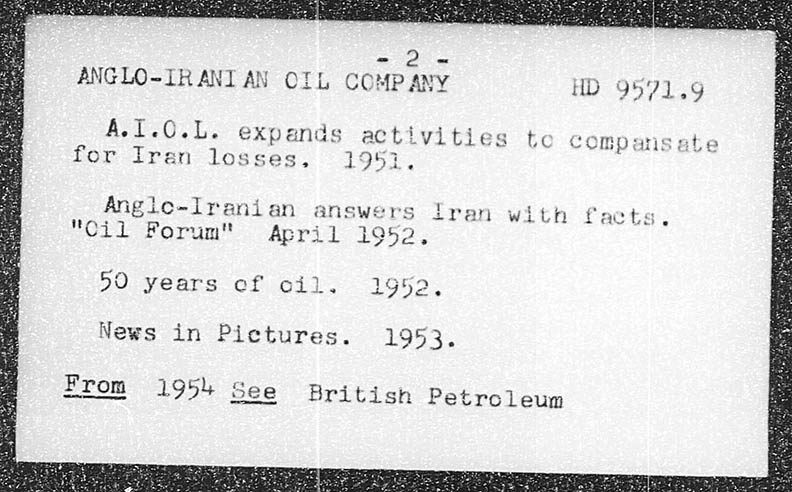 - 2 -
ANGLO-IRANIAN OIL COMPANY HD 9571.9
A.I.O.L. expands activities to compansate
for Iran losses. 1951.
Anglo-Iranian answers Iran with facts.
"Oil Forum" April 1952.
50 years of oil. 1952.
News in Pictures. 1953.
From 1954 See British Petroleum